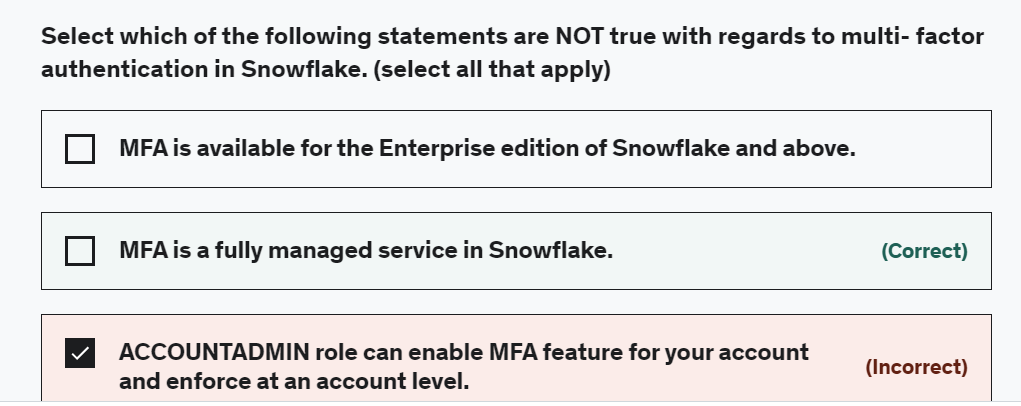 Select which of the following statements are NOT true with regards to multi- factor
authentication in Snowflake. (select all that apply)
MFA is available for the Enterprise edition of Snowflake and above.
MFA is a fully managed service in Snowflake.
(Correct)
ACCOUNTADMIN role can enable MFA feature for your account
and enforce at an account level.
(Incorrect)